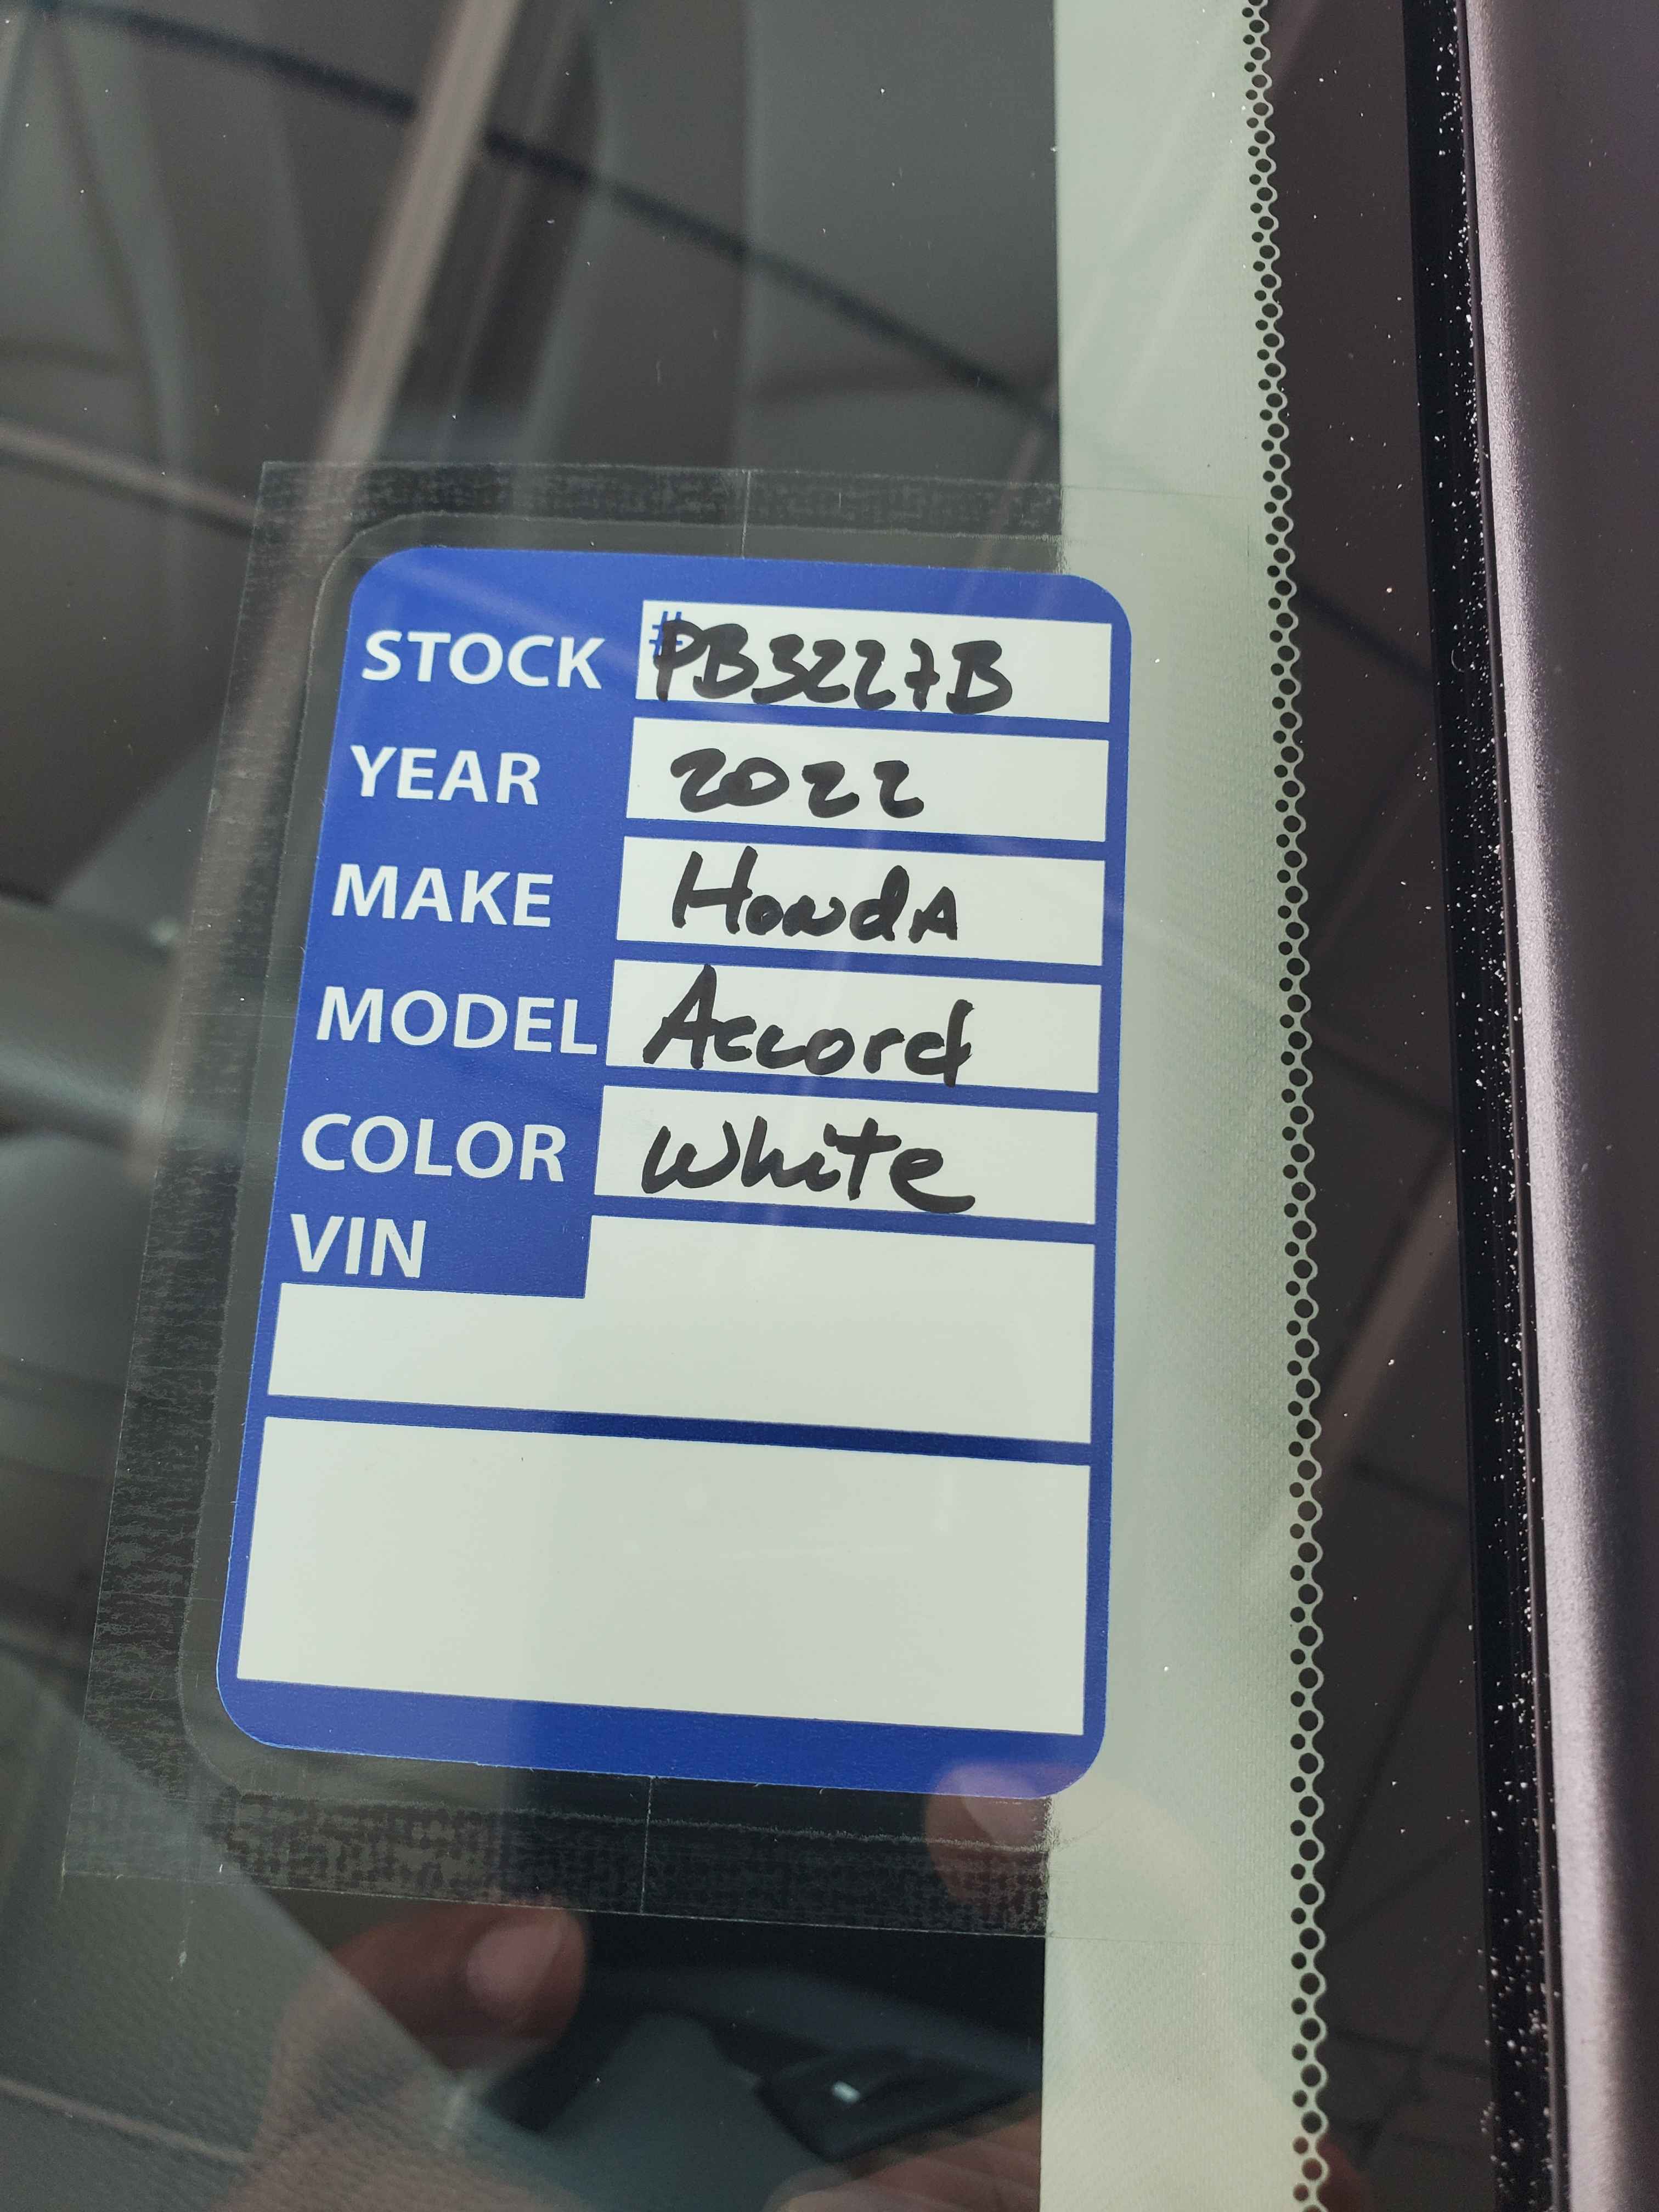 STOCK #PB3227B
YEAR 2022
MAKE HondA
MODEL Accord
COLOR White
VIN